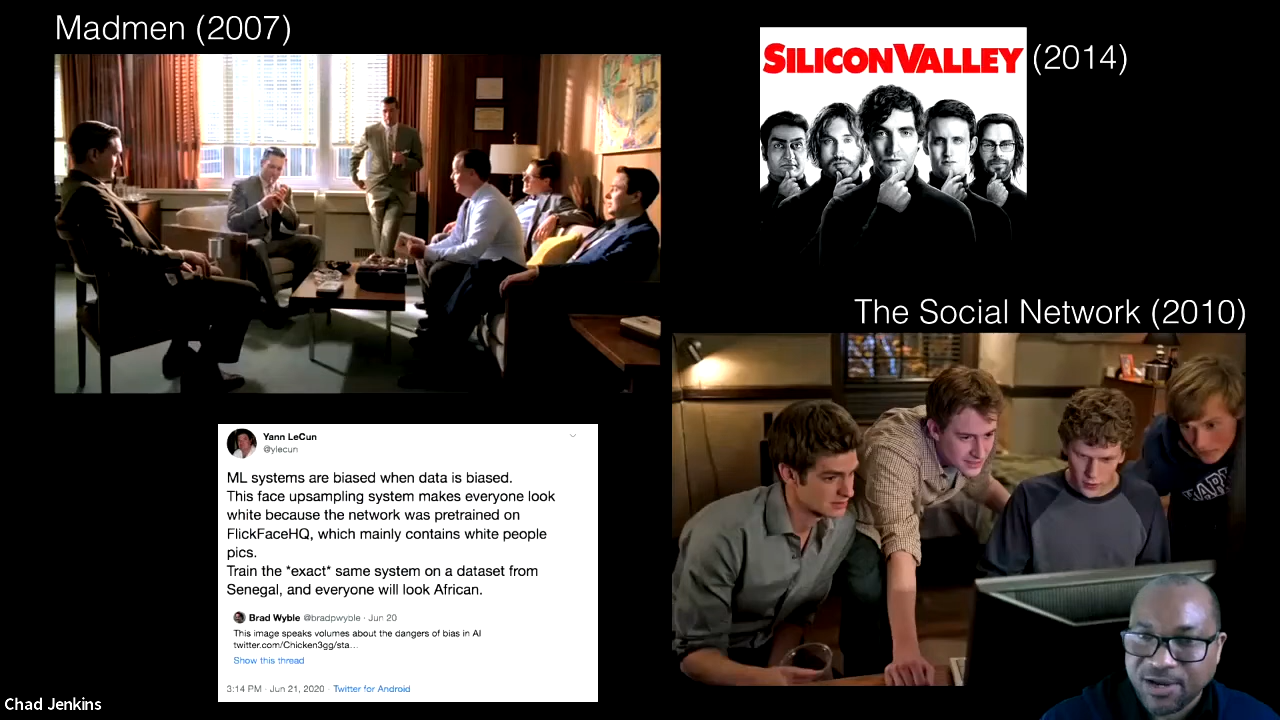 Madmen (2007)
SILICON VALLEY (2014)
The Social Network (2010)
Yann LeCun
@ylecun
ML systems are biased when data is biased.
This face upsampling system makes everyone look
white because the network was pretrained on
FlickFaceHQ, which mainly contains white people
pics.
Train the *exact* same system on a dataset from
Senegal, and everyone will look African.
Brad Wyble @bradpwyble · Jun 20
This image speaks volumes about the dangers of bias in AI
twitter.com/Chicken3gg/sta…
Show this thread
3:14 PM · Jun 21, 2020 · Twitter for Android
HARV
Chad Jenkins